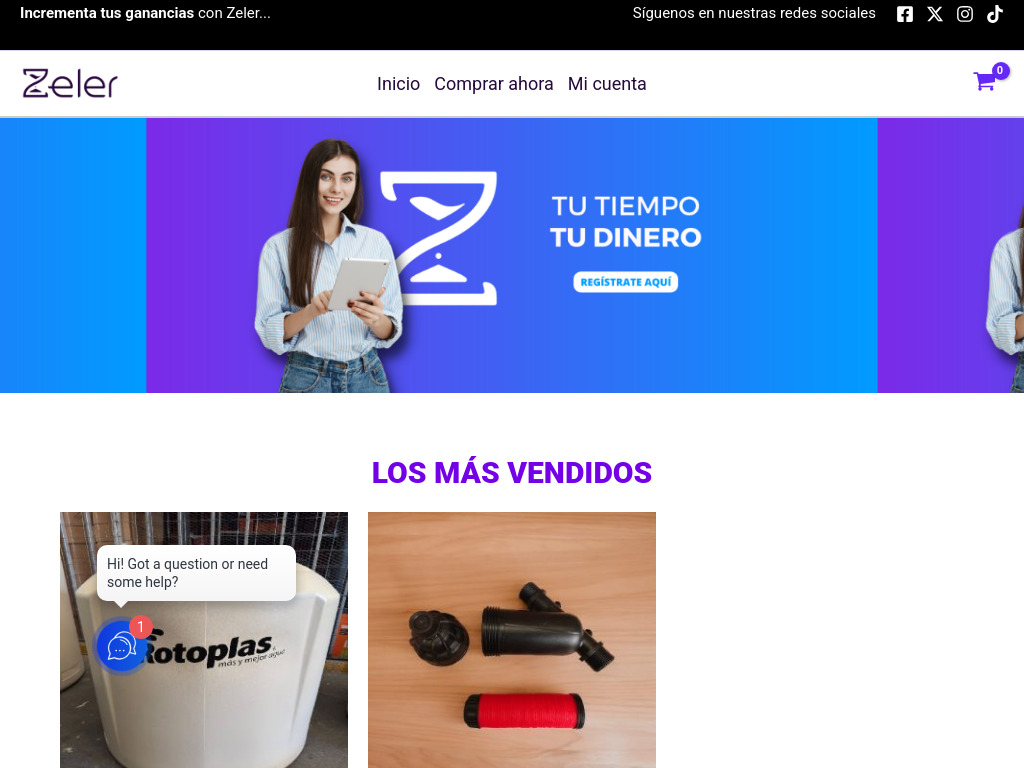 Incrementa tus ganancias con Zeler...
Síguenos en nuestras redes sociales
Zeler
Inicio Comprar ahora Mi cuenta
0
TU TIEMPO
TU DINERO
REGÍSTRATE AQUÍ
LOS MÁS VENDIDOS
Hi! Got a question or need
some help?
1
Rotoplas
más y mejor agua